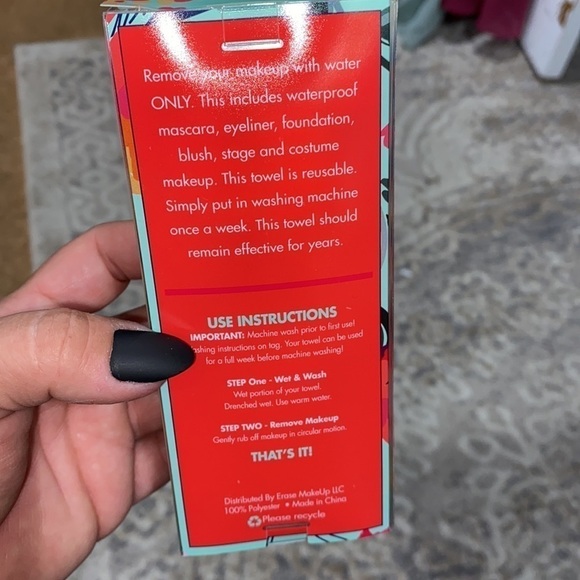 Remove your makeup with water
ONLY. This includes waterproof
mascara, eyeliner, foundation,
blush, stage and costume
makeup. This towel is reusable.
Simply put in washing machine
once a week. This towel should
remain effective for years.
USE INSTRUCTIONS
IMPORTANT: Machine wash prior to first use!
instructions on tag. Your towel can be used
for a full week before machine washing!
STEP One - Wet & Wash
Wet portion of your towel.
Drenched wet. Use warm water.
STEP TWO - Remove Makeup
Gently rub off makeup in circular motion.
THAT'S IT!
Distributed By Erase MakeUp LLC
100% Polyester • Made in China
Please recycle